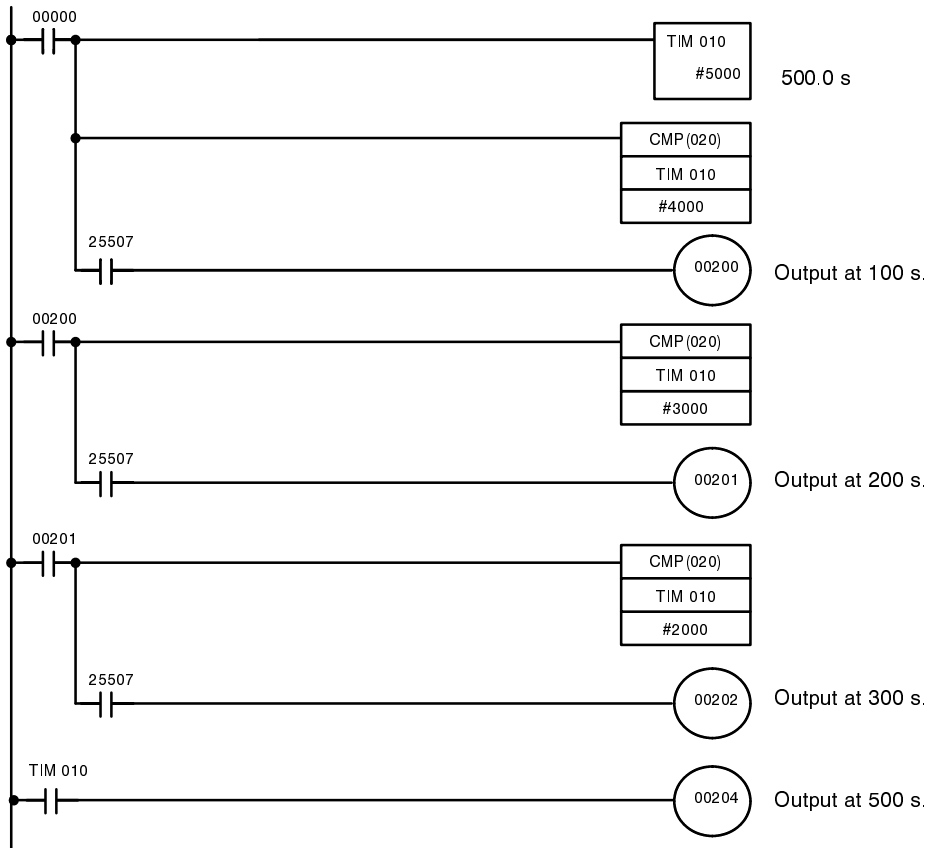 00000
TIM 010
#5000
500.0 s
CMP(020)
TIM 010
#4000
25507
00200
Output at 100 s.
00200
CMP(020)
TIM 010
#3000
25507
00201
Output at 200 s.
00201
CMP(020)
TIM 010
#2000
25507
00202
Output at 300 s.
TIM 010
00204
Output at 500 s.